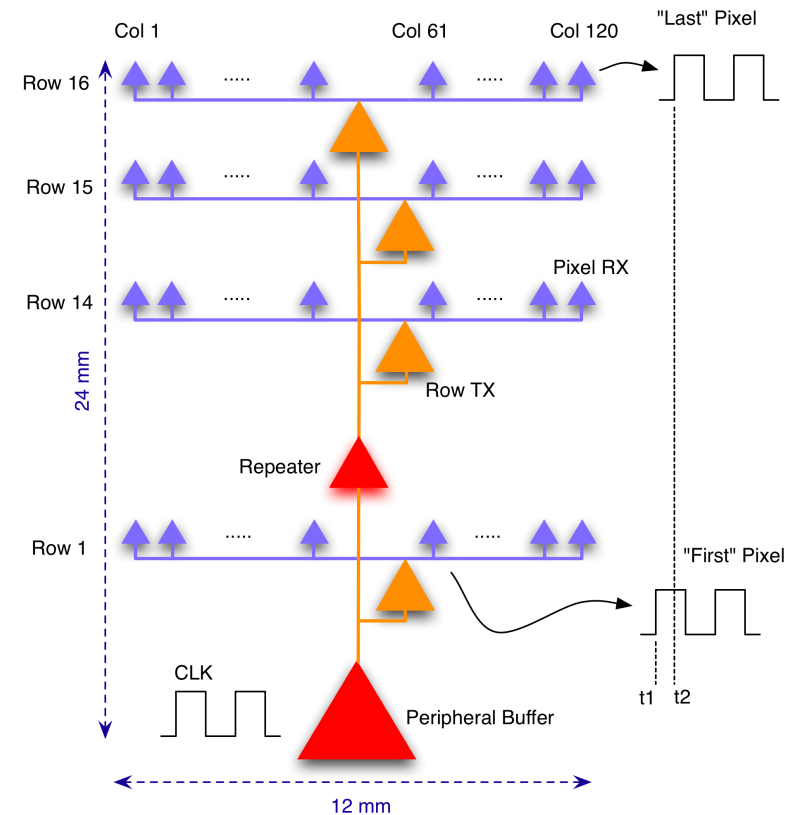 "Last" Pixel
Col 1
Col 61
Col 120
Row 16
.....
.....
Row 15
.....
.....
Pixel RX
Row 14
.....
.....
24 mm
Row TX
Repeater
Row 1
.....
.....
"First" Pixel
CLK
t1
t2
Peripheral Buffer
12 mm